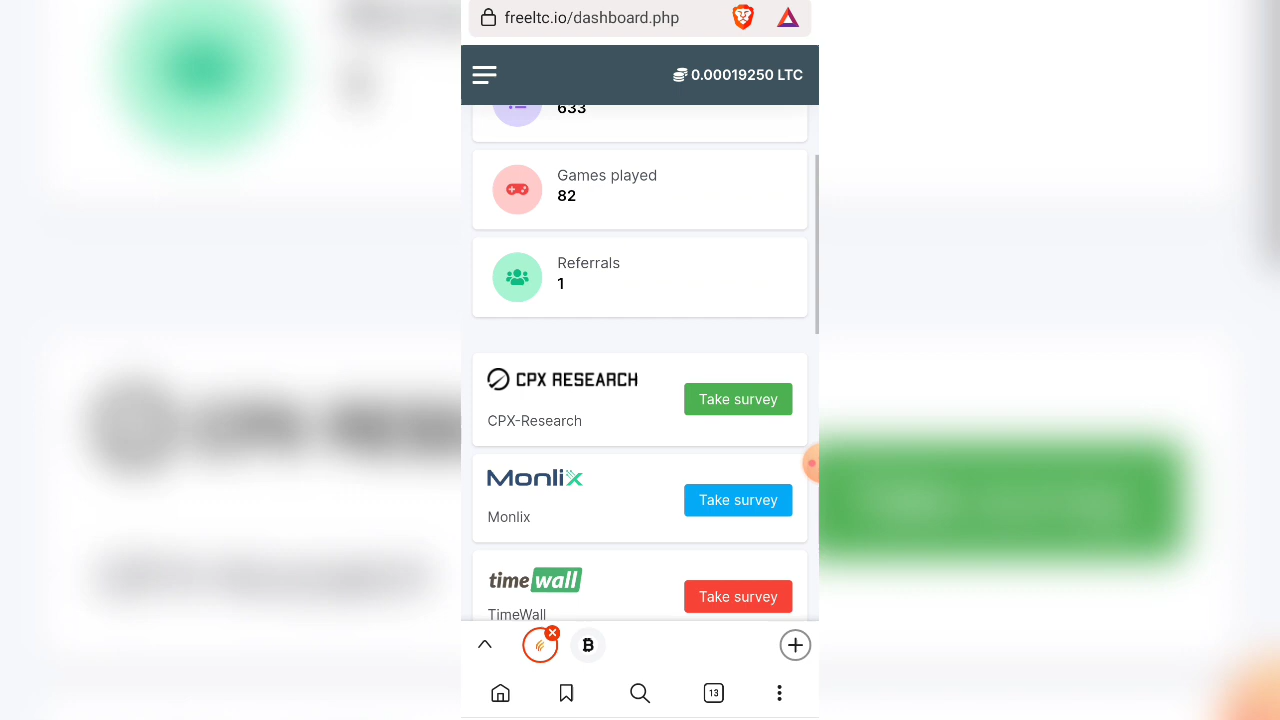 freeltc.io/dashboard.php
0.00019250 LTC
633
Games played
82
Referrals
1
CPX RESEARCH
CPX-Research
Take survey
Monlix
Monlix
Take survey
time wall
TimeWall
Take survey
13